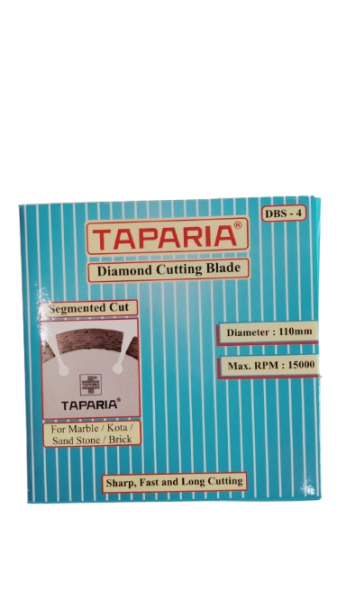 DBS - 4
TAPARIA®
Diamond Cutting Blade
Segmented Cut
Diameter : 110mm
Max. RPM : 15000
TAPARIA®
For Marble / Kota /
Sand Stone / Brick
Sharp, Fast and Long Cutting